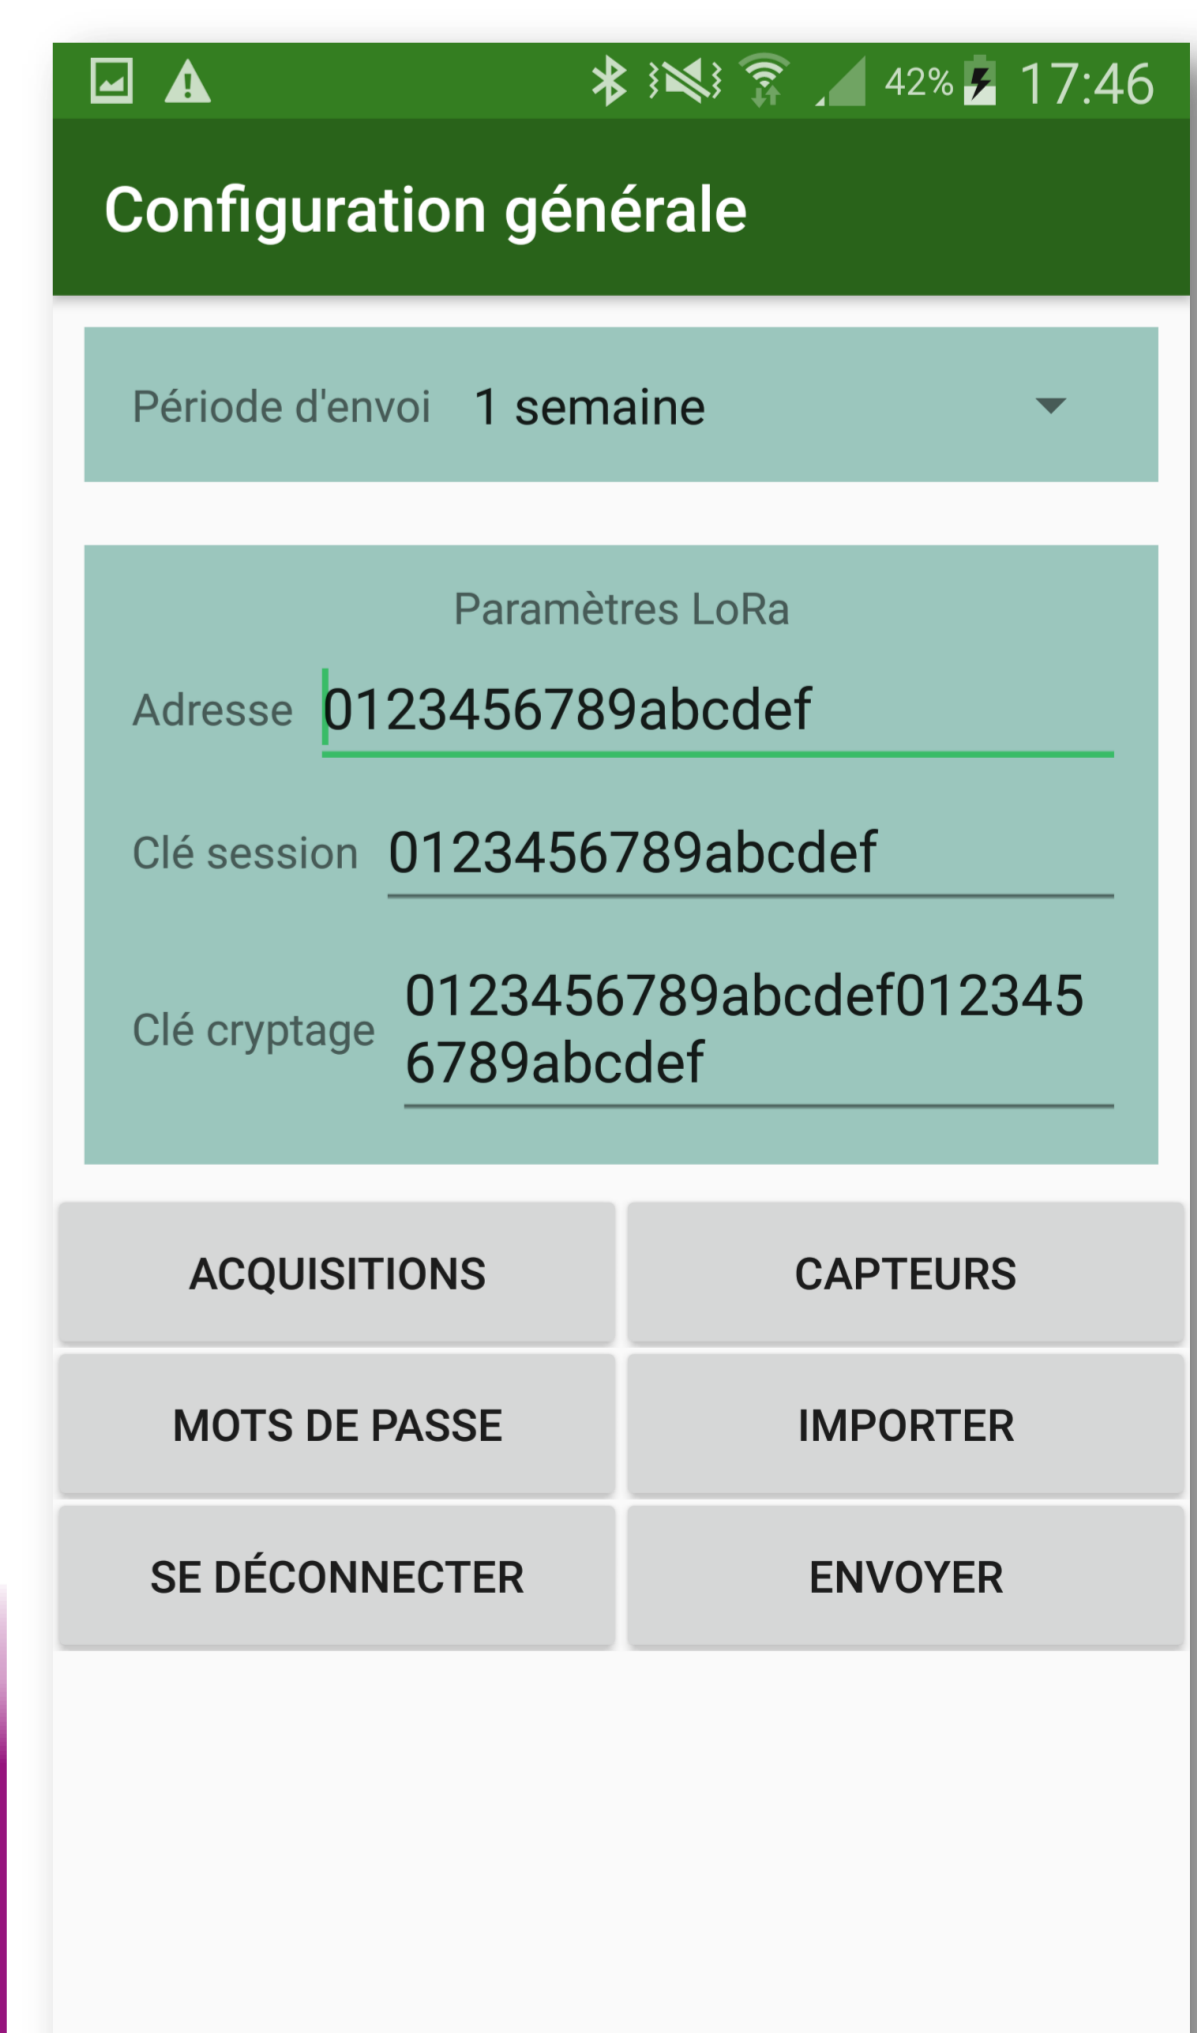 42% 17:46
Configuration générale
Période d'envoi 1 semaine
Paramètres LoRa
Adresse 0123456789abcdef
Clé session 0123456789abcdef
Clé cryptage 0123456789abcdef012345
6789abcdef
ACQUISITIONS CAPTEURS
MOTS DE PASSE IMPORTER
SE DÉCONNECTER ENVOYER